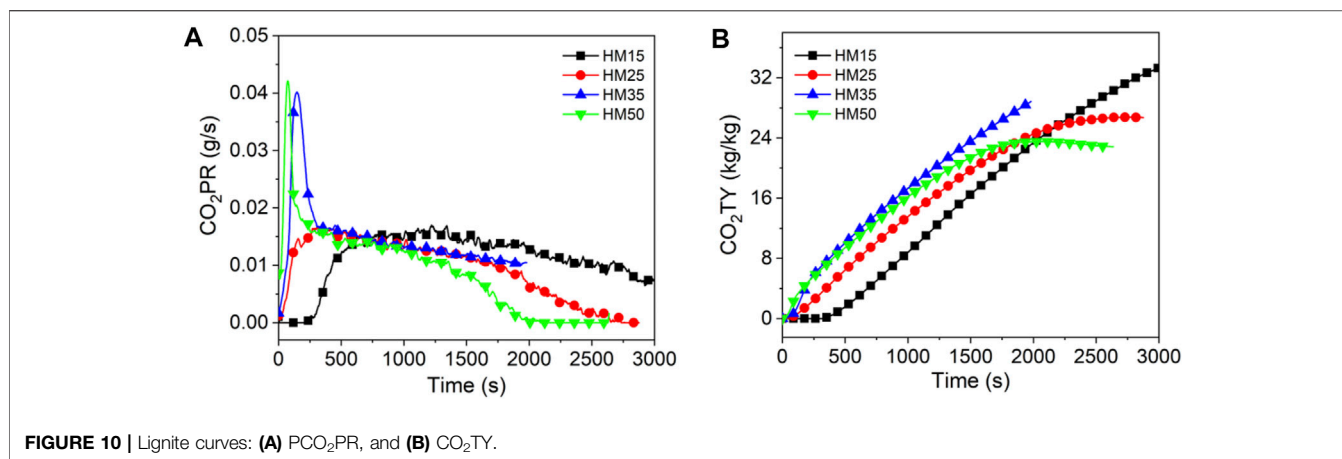 A
0.05
0.04
0.03
0.02
0.01
0.00
CO₂PR (g/s)
HM15
HM25
HM35
HM50
0 500 1000 1500 2000 2500 3000
Time (s)
B
32
24
16
8
0
CO₂TY (kg/kg)
HM15
HM25
HM35
HM50
0 500 1000 1500 2000 2500 3000
Time (s)
FIGURE 10 | Lignite curves: (A) PCO₂PR, and (B) CO₂TY.